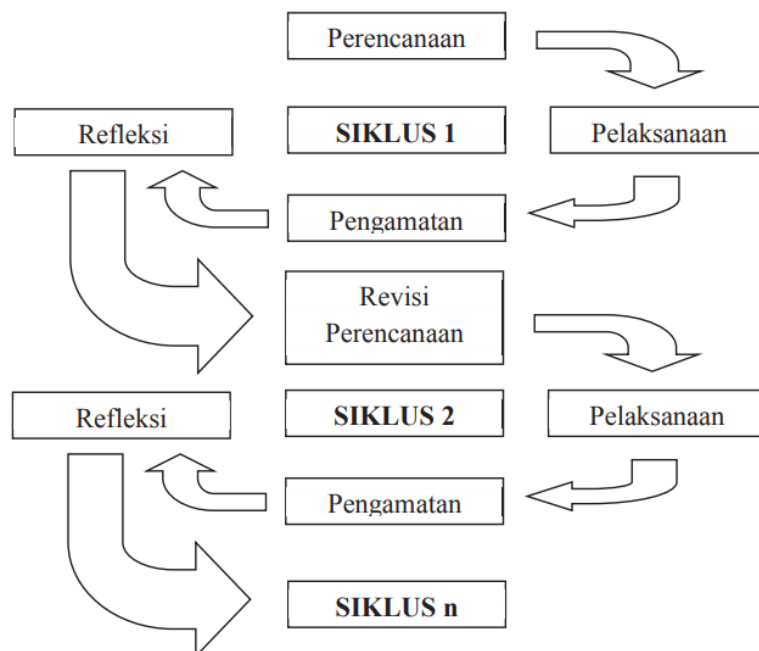 Perencanaan
Refleksi
SIKLUS 1
Pelaksanaan
Pengamatan
Revisi
Perencanaan
Refleksi
SIKLUS 2
Pelaksanaan
Pengamatan
SIKLUS n